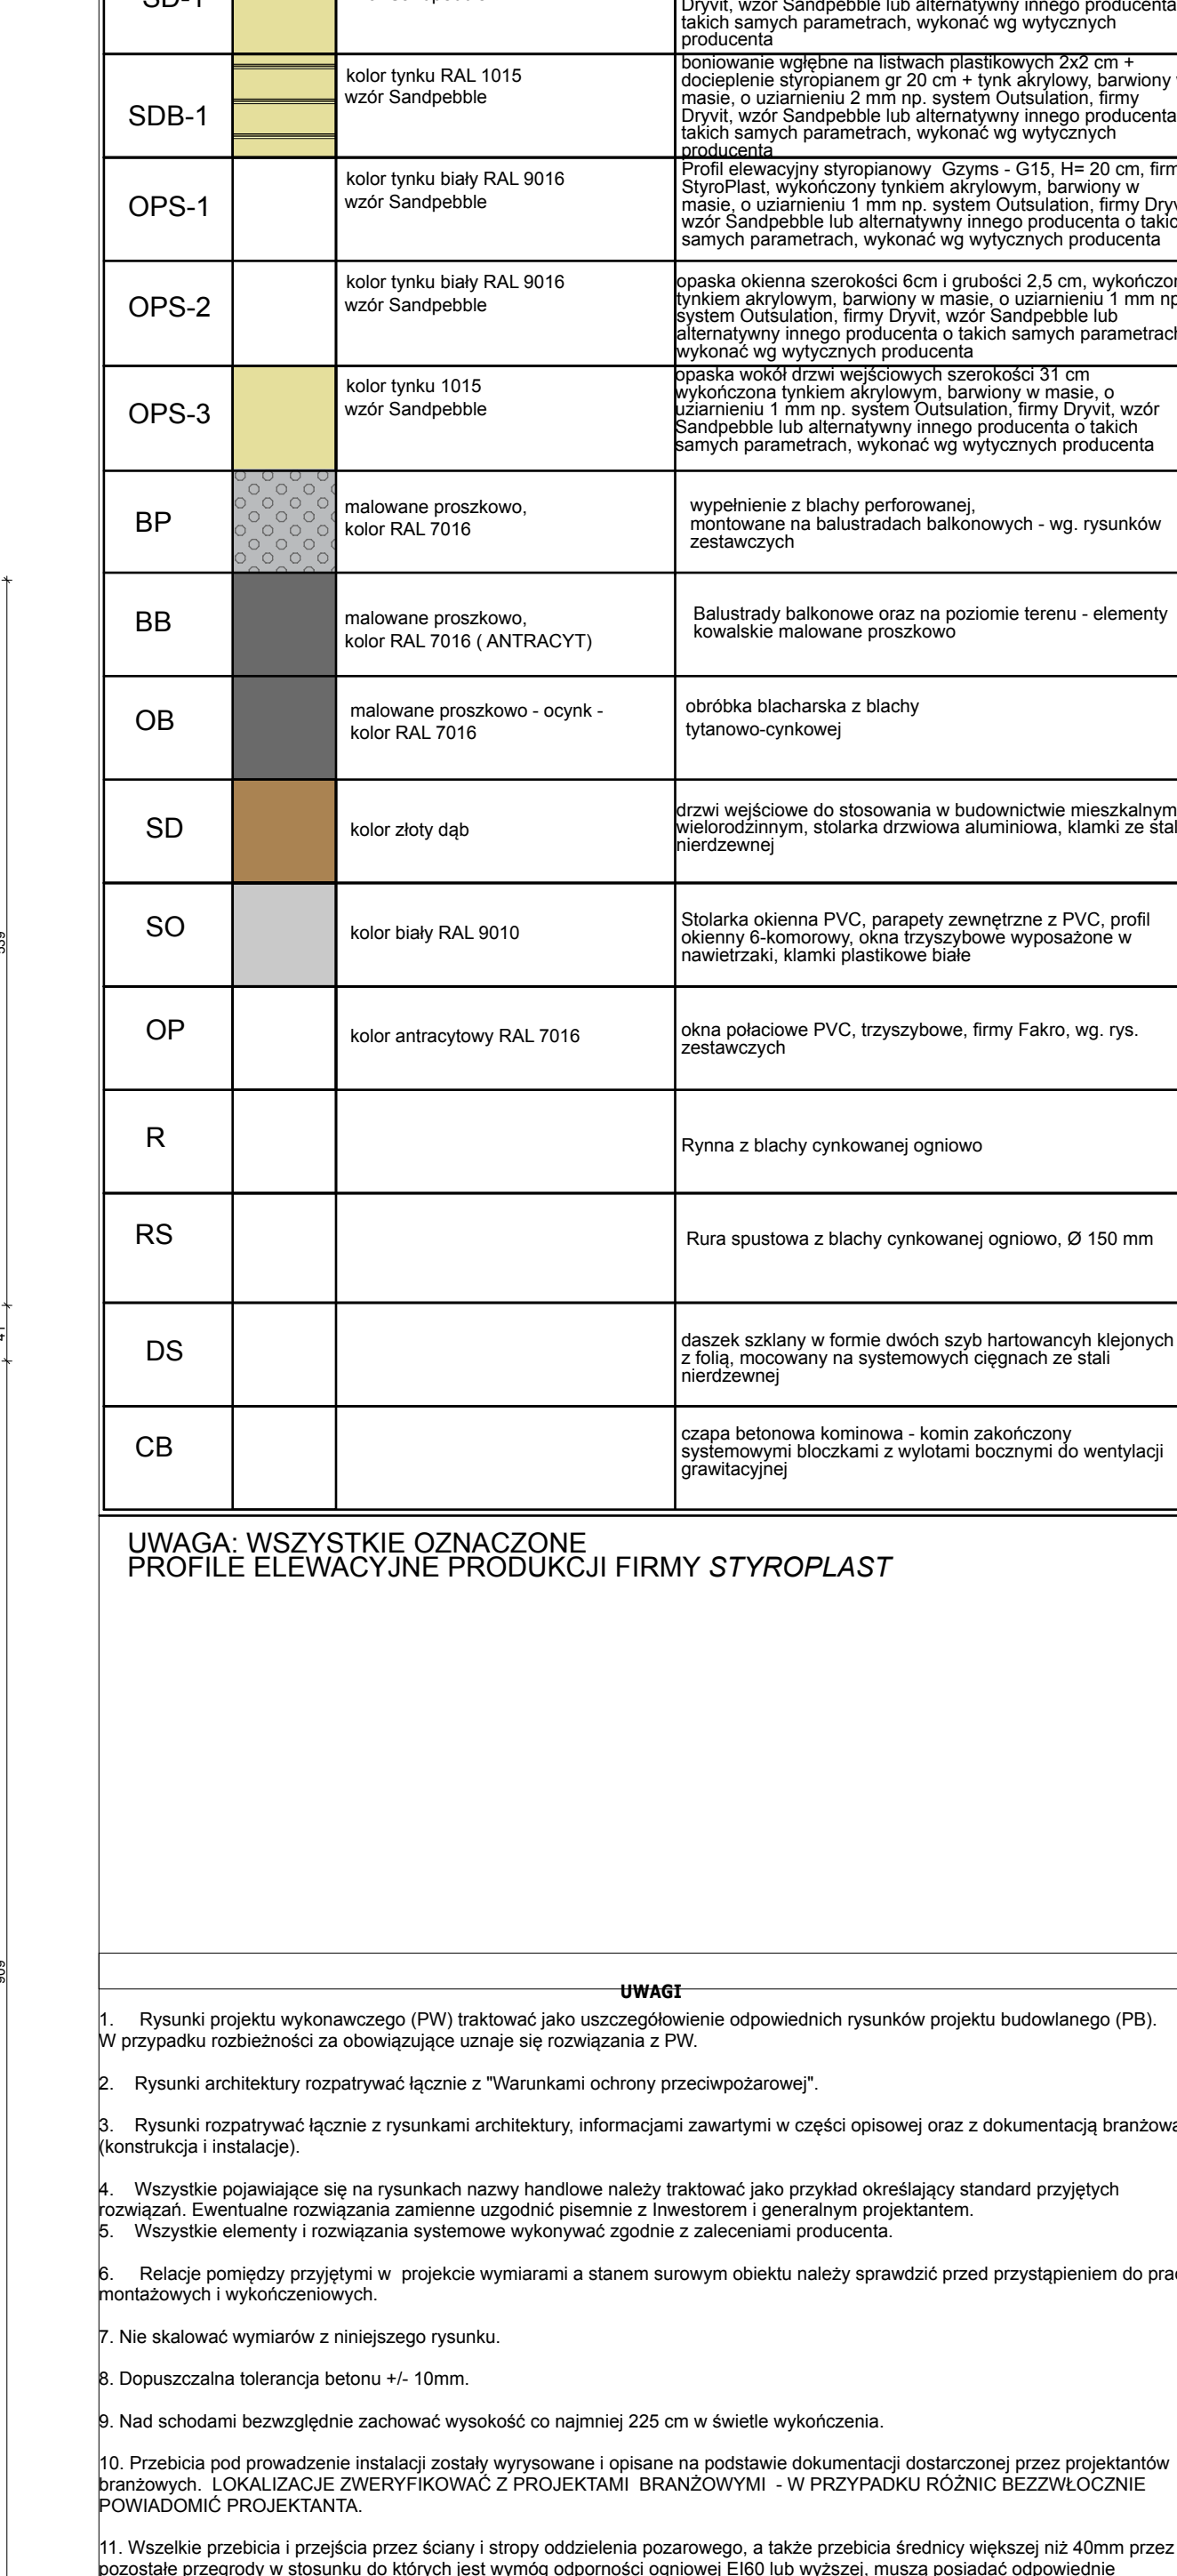 SD-1
Dryvit, wzór Sandpebble lub alternatywny innego producenta
takich samych parametrach, wykonać wg wytycznych
producenta
SDB-1
kolor tynku RAL 1015
wzór Sandpebble
boniowanie wgłębne na listwach plastikowych 2x2 cm +
docieplenie styropianem gr 20 cm + tynk akrylowy, barwiony
masie, o uziarnieniu 2 mm np. system Outsulation, firmy
Dryvit, wzór Sandpebble lub alternatywny innego producenta
takich samych parametrach, wykonać wg wytycznych
producenta
OPS-1
kolor tynku biały RAL 9016
wzór Sandpebble
Profil elewacyjny styropianowy Gzyms - G15, H= 20 cm, firm
StyroPlast, wykończony tynkiem akrylowym, barwiony w
masie, o uziarnieniu 1 mm np. system Outsulation, firmy Dryv
wzór Sandpebble lub alternatywny innego producenta o takic
samych parametrach, wykonać wg wytycznych producenta
OPS-2
kolor tynku biały RAL 9016
wzór Sandpebble
opaska okienna szerokości 6cm i grubości 2,5 cm, wykończon
tynkiem akrylowym, barwiony w masie, o uziarnieniu 1 mm np
system Outsulation, firmy Dryvit, wzór Sandpebble lub
alternatywny innego producenta o takich samych parametrach
wykonać wg wytycznych producenta
OPS-3
kolor tynku 1015
wzór Sandpebble
opaska wokół drzwi wejściowych szerokości 31 cm
wykończona tynkiem akrylowym, barwiony w masie, o
uziarnieniu 1 mm np. system Outsulation, firmy Dryvit, wzór
Sandpebble lub alternatywny innego producenta o takich
samych parametrach, wykonać wg wytycznych producenta
BP
malowane proszkowo,
kolor RAL 7016
wypełnienie z blachy perforowanej,
montowane na balustradach balkonowych - wg. rysunków
zestawczych
BB
malowane proszkowo,
kolor RAL 7016 ( ANTRACYT)
Balustrady balkonowe oraz na poziomie terenu - elementy
kowalskie malowane proszkowo
OB
malowane proszkowo - ocynk -
kolor RAL 7016
obróbka blacharska z blachy
tytanowo-cynkowej
SD
kolor złoty dąb
drzwi wejściowe do stosowania w budownictwie mieszkalnym
wielorodzinnym, stolarka drzwiowa aluminiowa, klamki ze stal
nierdzewnej
SO
kolor biały RAL 9010
Stolarka okienna PVC, parapety zewnętrzne z PVC, profil
okienny 6-komorowy, okna trzyszybowe wyposażone w
nawietrzaki, klamki plastikowe białe
OP
kolor antracytowy RAL 7016
okna połaciowe PVC, trzyszybowe, firmy Fakro, wg. rys.
zestawczych
R
Rynna z blachy cynkowanej ogniowo
RS
Rura spustowa z blachy cynkowanej ogniowo, Ø 150 mm
DS
daszek szklany w formie dwóch szyb hartowancyh klejonych
z folią, mocowany na systemowych cięgnach ze stali
nierdzewnej
CB
czapa betonowa kominowa - komin zakończony
systemowymi bloczkami z wylotami bocznymi do wentylacji
grawitacyjnej
UWAGA: WSZYSTKIE OZNACZONE
PROFILE ELEWACYJNE PRODUKCJI FIRMY STYROPLAST
UWAGI
1. Rysunki projektu wykonawczego (PW) traktować jako uszczegółowienie odpowiednich rysunków projektu budowlanego (PB).
W przypadku rozbieżności za obowiązujące uznaje się rozwiązania z PW.
2. Rysunki architektury rozpatrywać łącznie z "Warunkami ochrony przeciwpożarowej".
3. Rysunki rozpatrywać łącznie z rysunkami architektury, informacjami zawartymi w części opisowej oraz z dokumentacją branżową
(konstrukcja i instalacje).
4. Wszystkie pojawiające się na rysunkach nazwy handlowe należy traktować jako przykład określający standard przyjętych
rozwiązań. Ewentualne rozwiązania zamienne uzgodnić pisemnie z Inwestorem i generalnym projektantem.
5. Wszystkie elementy i rozwiązania systemowe wykonywać zgodnie z zaleceniami producenta.
6. Relacje pomiędzy przyjętymi w projekcie wymiarami a stanem surowym obiektu należy sprawdzić przed przystąpieniem do prac
montażowych i wykończeniowych.
7. Nie skalować wymiarów z niniejszego rysunku.
8. Dopuszczalna tolerancja betonu +/- 10mm.
9. Nad schodami bezwzględnie zachować wysokość co najmniej 225 cm w świetle wykończenia.
10. Przebicia pod prowadzenie instalacji zostały wyrysowane i opisane na podstawie dokumentacji dostarczonej przez projektantów
branżowych. LOKALIZACJE ZWERYFIKOWAĆ Z PROJEKTAMI BRANŻOWYMI - W PRZYPADKU RÓŻNIC BEZZWŁOCZNIE
POWIADOMIĆ PROJEKTANTA.
11. Wszelkie przebicia i przejścia przez ściany i stropy oddzielenia pozarowego, a także przebicia średnicy większej niż 40mm przez
pozostałe przegrody w stosunku do których jest wymóg odporności ogniowej EI60 lub wyższej, muszą posiadać odpowiednie